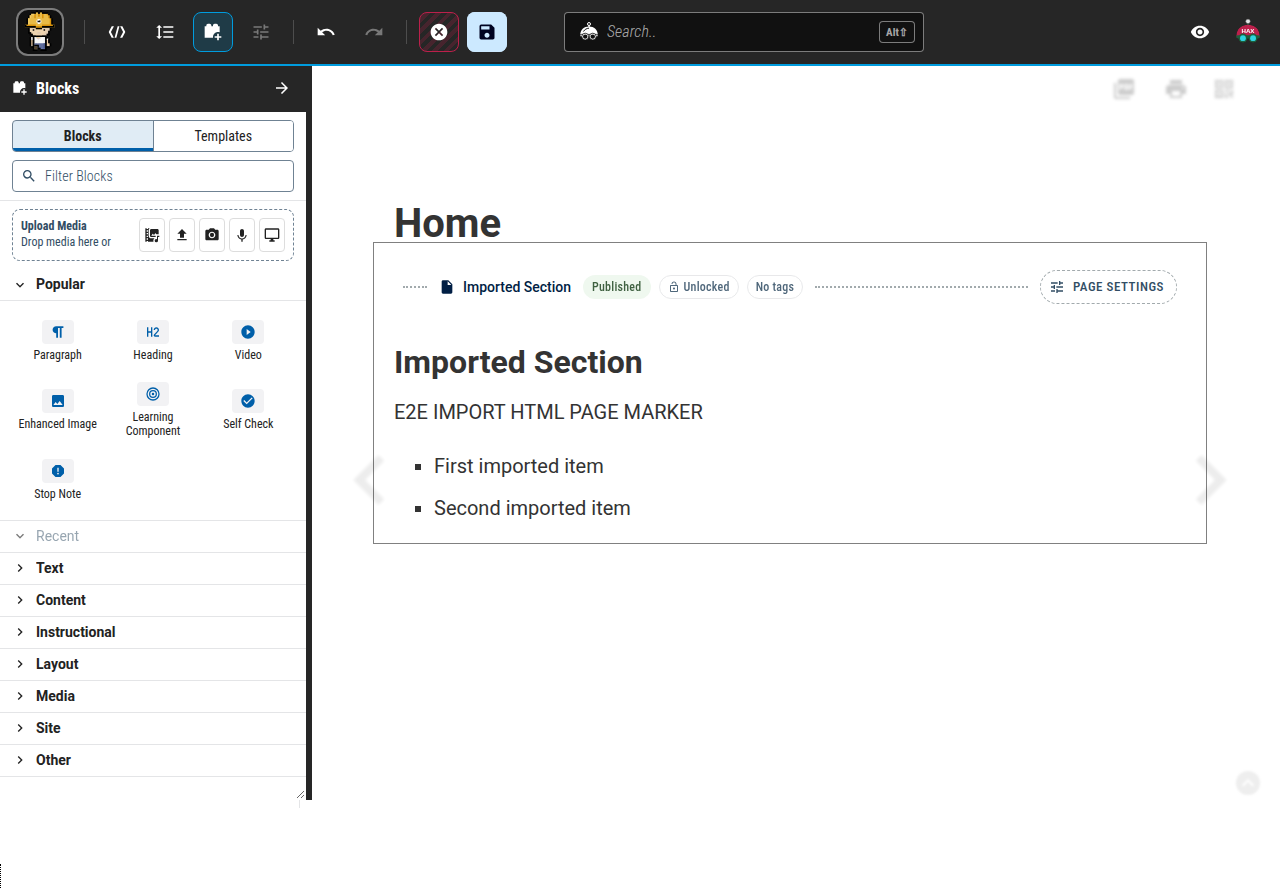 Search..
Alt⇧
HAX
Blocks
Blocks
Templates
Filter Blocks
Upload Media
Drop media here or
Popular
Paragraph
H2
Heading
Video
Enhanced Image
Learning
Component
Self Check
Stop Note
Recent
Text
Content
Instructional
Layout
Media
Site
Other
Home
Imported Section
Published
Unlocked
No tags
PAGE SETTINGS
Imported Section
E2E IMPORT HTML PAGE MARKER
First imported item
Second imported item